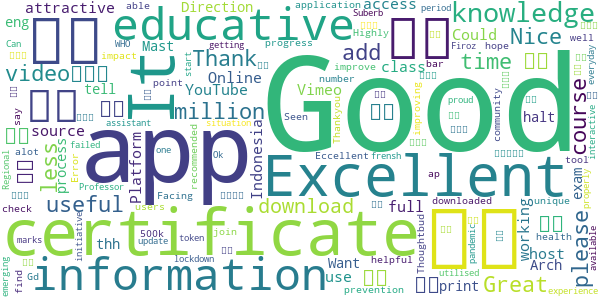 attractive
eng
educative
Direction
application
access
able
knowledge
Can
WHO
impact
Mast
Suberb
Highly
Could
Firoz
hope
Nice
progress
Thank
Online
bar
well
video
getting
start
improve
add
class
time
everyday
point
tell
YouTube
number
million
Vimeo
Seen
It
Good
proud
period
course
interactive
halt
say
assistant
app
Platform
Indonesia
Thankyou
improving
community
tool
source
less
process
failed
one
recommended
situation
Ok
Eccellent
frensh
ap
Excellent
Regional
alot
Error
Professor
Facing
useful
download
full
downloaded
unique
exam
please
property
available
check
marks
500k
users
update
token
join
initiative
certificate
use
helpful
Thoughtbud
pandemic
working
health
host
Arch
emerging
find
Gd
thh
lockdown
Want
prevention
print
information
Great
utilised
experience